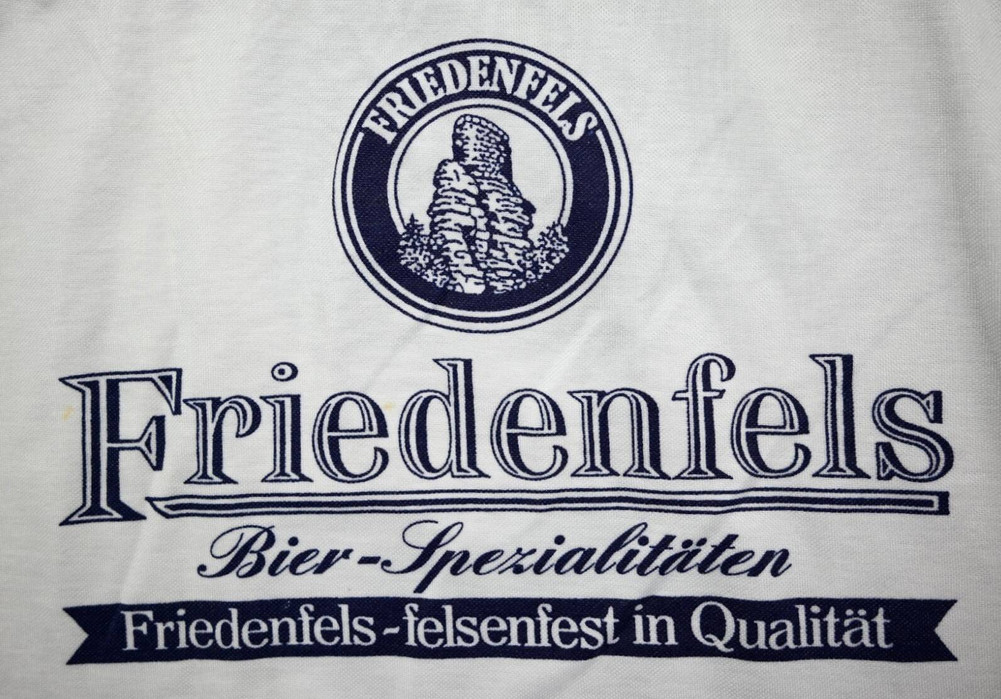 FRIEDENFELS
Friedenfels
Bier-Spezialitäten
Friedenfels-felsenfest in Qualität